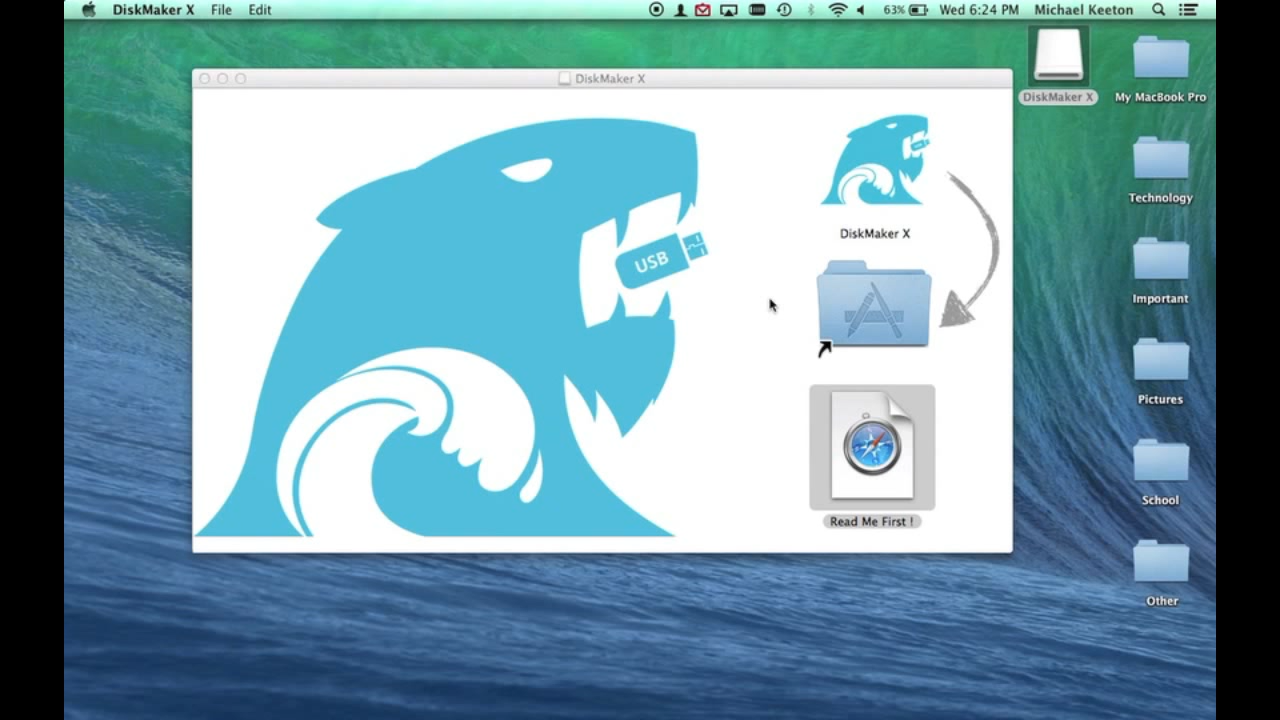 DiskMaker X File Edit 63% Wed 6:24 PM Michael Keeton
DiskMaker X
USB
USB
DiskMaker X
Read Me First !
DiskMaker X
My MacBook Pro
Technology
Important
Pictures
School
Other